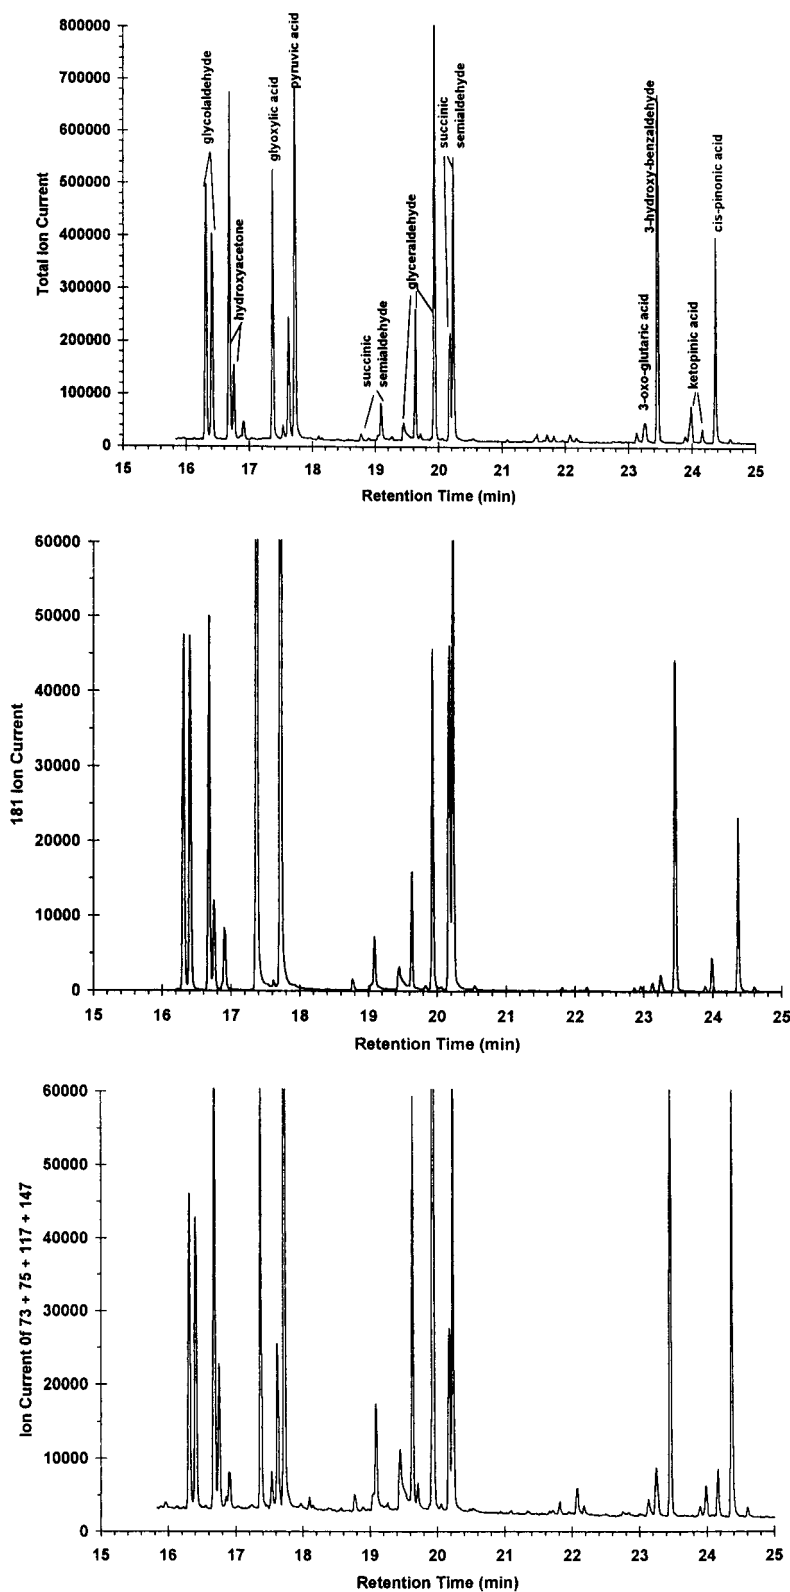 800000
700000
600000
500000
400000
300000
200000
100000
0
Total Ion Current
glycolaldehyde
hydroxyacetone
glyoxylic acid
pyruvic acid
succinic
semialdehyde
glyceraldehyde
succinic
semialdehyde
3-oxo-glutaric acid
3-hydroxy-benzaldehyde
ketopinic acid
cis-pinonic acid
15 16 17 18 19 20 21 22 23 24 25
Retention Time (min)
60000
50000
40000
30000
20000
10000
0
181 Ion Current
15 16 17 18 19 20 21 22 23 24 25
Retention Time (min)
60000
50000
40000
30000
20000
10000
0
Ion Current 0f 73 + 75 + 117 + 147
15 16 17 18 19 20 21 22 23 24 25
Retention Time (min)